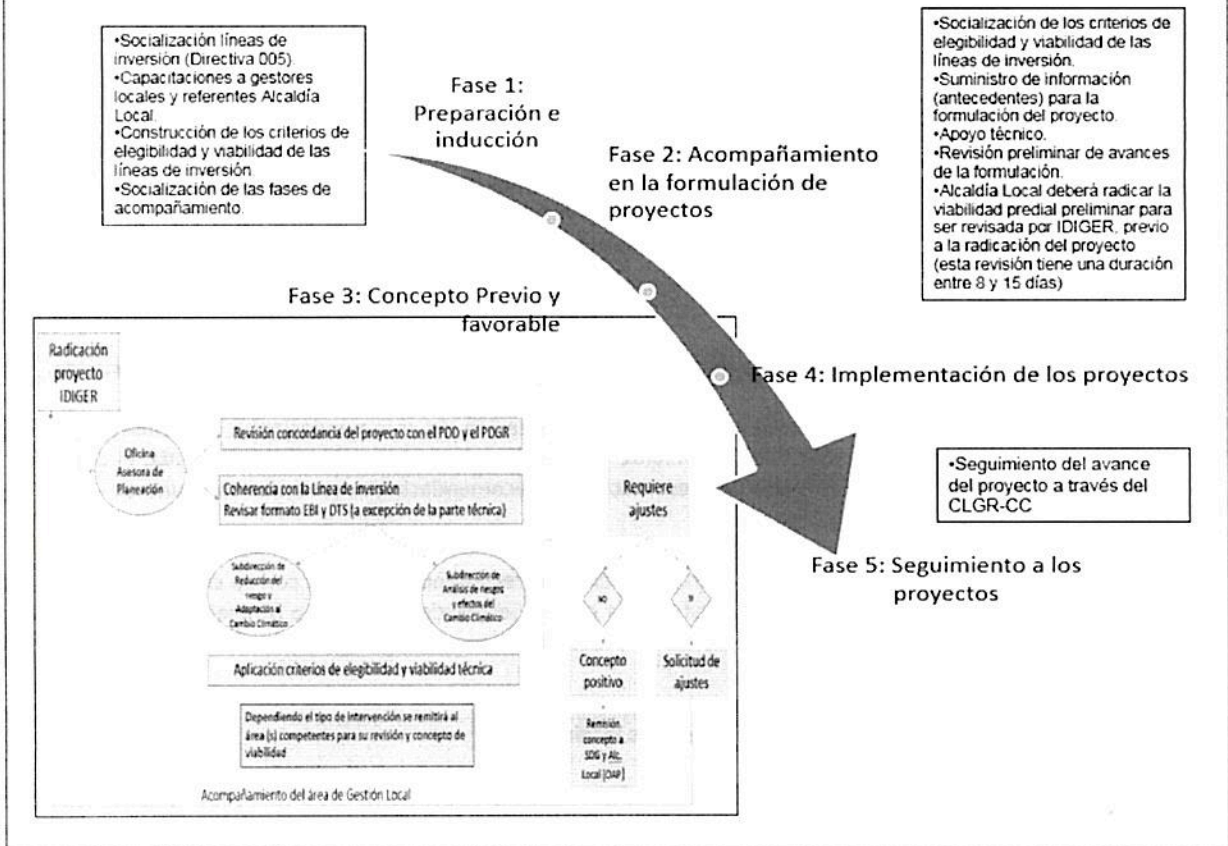 •Socialización líneas de
inversión (Directiva 005).
•Capacitaciones a gestores
locales y referentes Alcaldía
Local.
•Construcción de los criterios de
elegibilidad y viabilidad de las
líneas de inversión.
•Socialización de las fases de
acompañamiento.
Fase 1:
Preparación e
inducción
•Socialización de los criterios de
elegibilidad y viabilidad de las
líneas de inversión.
•Suministro de información
(antecedentes) para la
formulación del proyecto.
•Apoyo técnico.
•Revisión preliminar de avances
de la formulación.
•Alcaldía Local deberá radicar la
viabilidad predial preliminar para
ser revisada por IDIGER, previo
a la radicación del proyecto
(esta revisión tiene una duración
entre 8 y 15 días)
Fase 2: Acompañamiento
en la formulación de
proyectos
Fase 3: Concepto Previo y
favorable
Radicación
proyecto
IDIGER
Oficina
Asesora de
Planeación
Revisión concordancia del proyecto con el PDD y el PDGR
Coherencia con la Línea de inversión
Revisar formato EBI y DTS (a excepción de la parte técnica)
Subdirección de
Reducción del
riesgo y
Adaptación al
Cambio Climático
Subdirección de
Análisis de riesgos
y efectos del
Cambio Climático
Aplicación criterios de elegibilidad y viabilidad técnica
Dependiendo el tipo de intervención se remitirá al
área (s) competentes para su revisión y concepto de
viabilidad
Acompañamiento del área de Gestión Local
Requiere
ajustes
NO
SI
Concepto
positivo
Solicitud de
ajustes
Remisión
concepto a
SDG y Alc.
Local (OAP)
Fase 4: Implementación de los proyectos
•Seguimiento del avance
del proyecto a través del
CLGR-CC
Fase 5: Seguimiento a los
proyectos